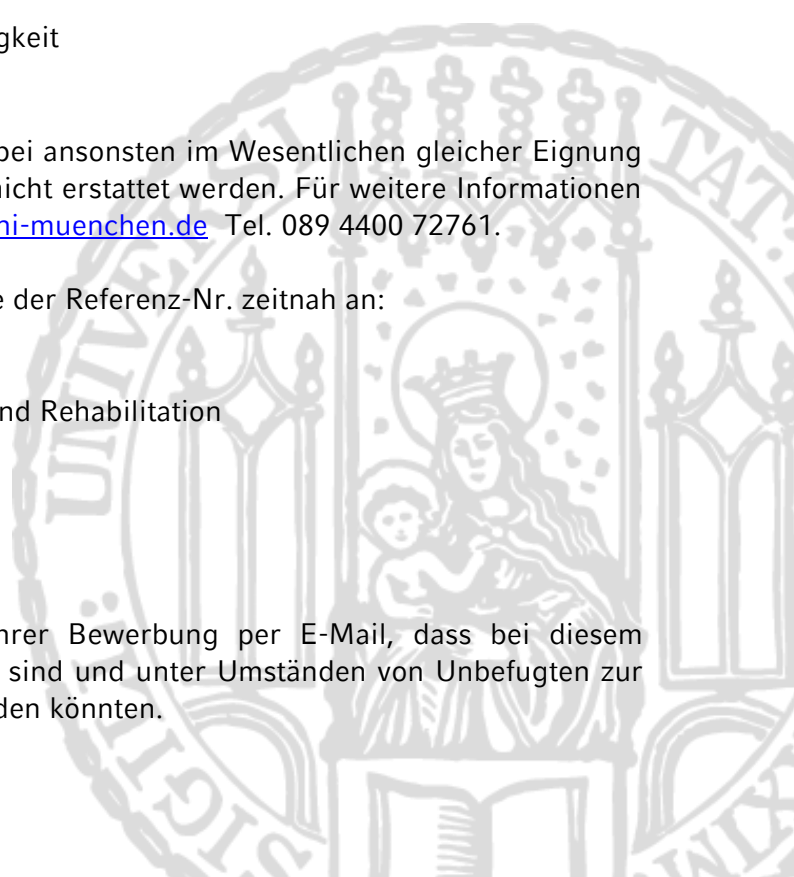 gkeit
bei ansonsten im Wesentlichen gleicher Eignung
nicht erstattet werden. Für weitere Informationen
ni-muenchen.de Tel. 089 4400 72761.
e der Referenz-Nr. zeitnah an:
nd Rehabilitation
hrer Bewerbung per E-Mail, dass bei diesem
sind und unter Umständen von Unbefugten zur
den könnten.